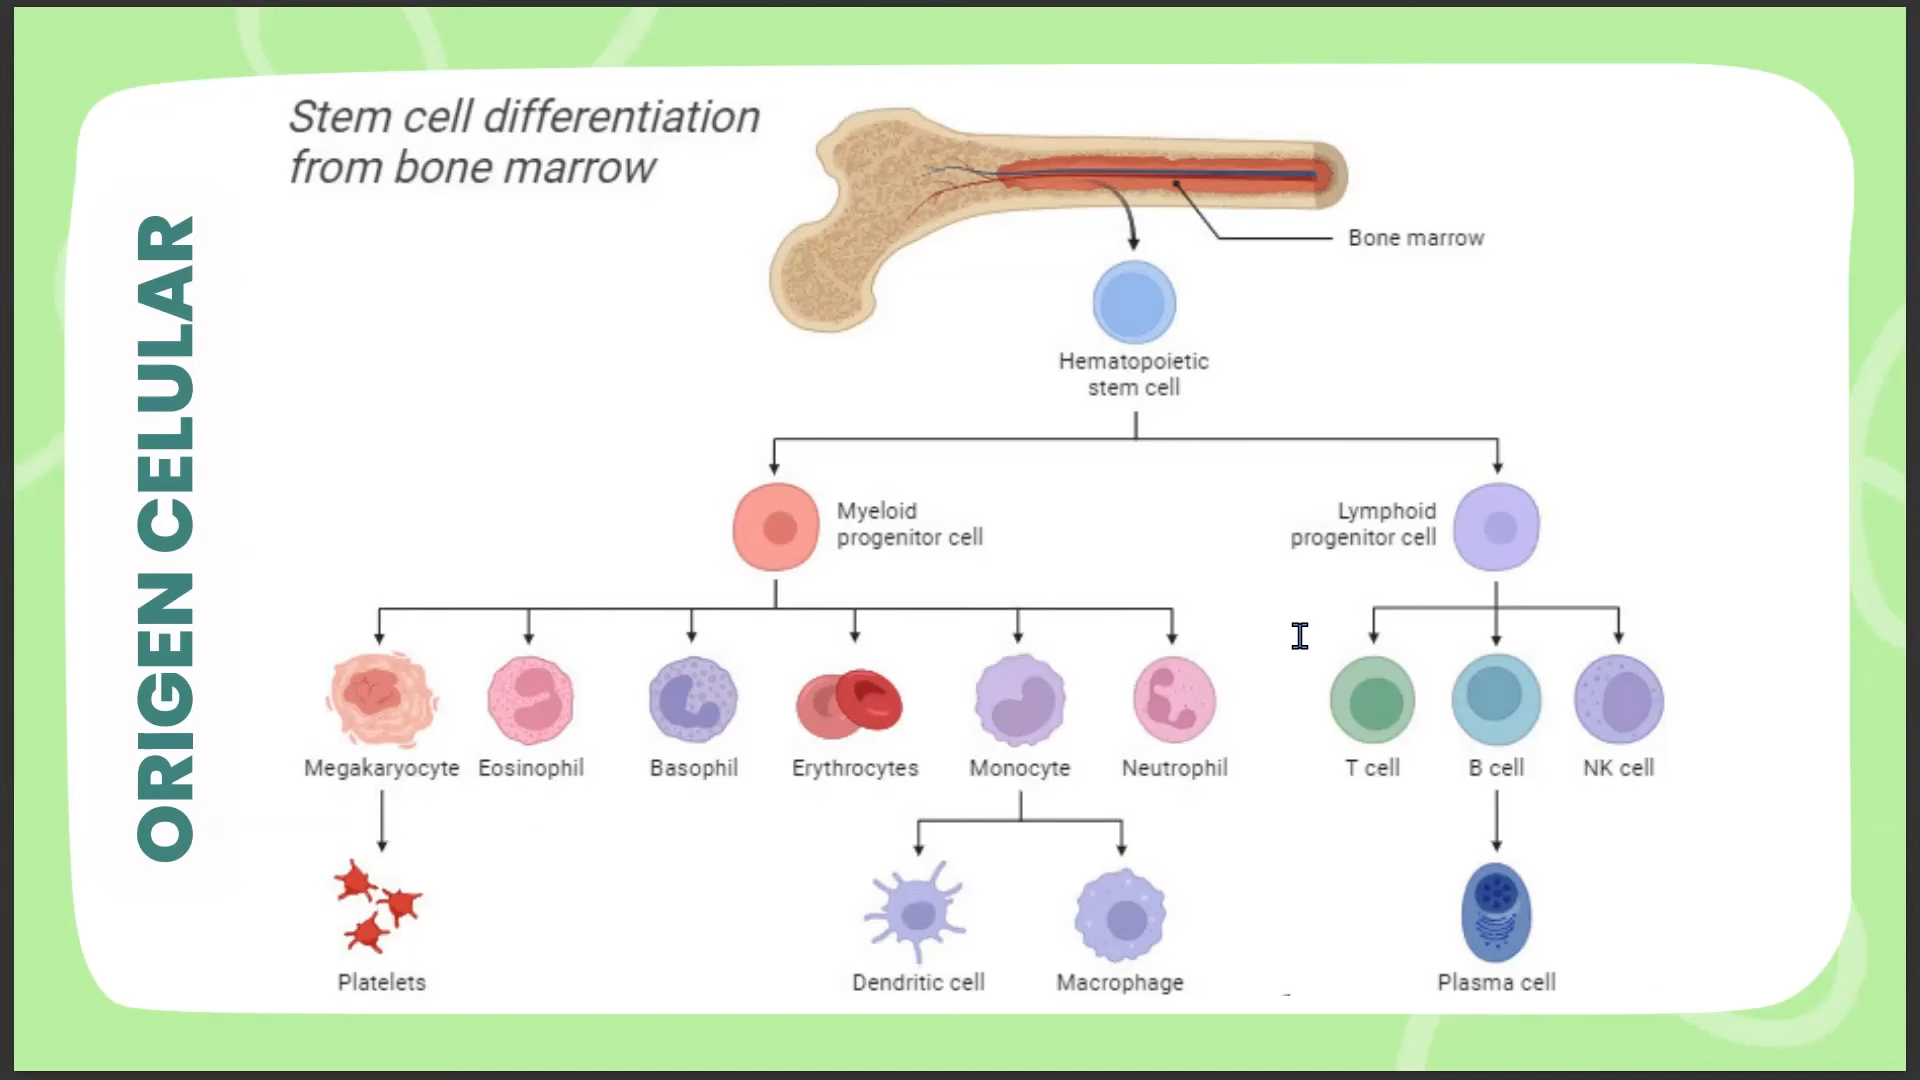 Stem cell differentiation
from bone marrow
ORIGEN CELULAR
Bone marrow
Hematopoietic
stem cell
Myeloid
progenitor cell
Lymphoid
progenitor cell
Megakaryocyte
Eosinophil
Basophil
Erythrocytes
Monocyte
Neutrophil
T cell
B cell
NK cell
Platelets
Dendritic cell
Macrophage
Plasma cell